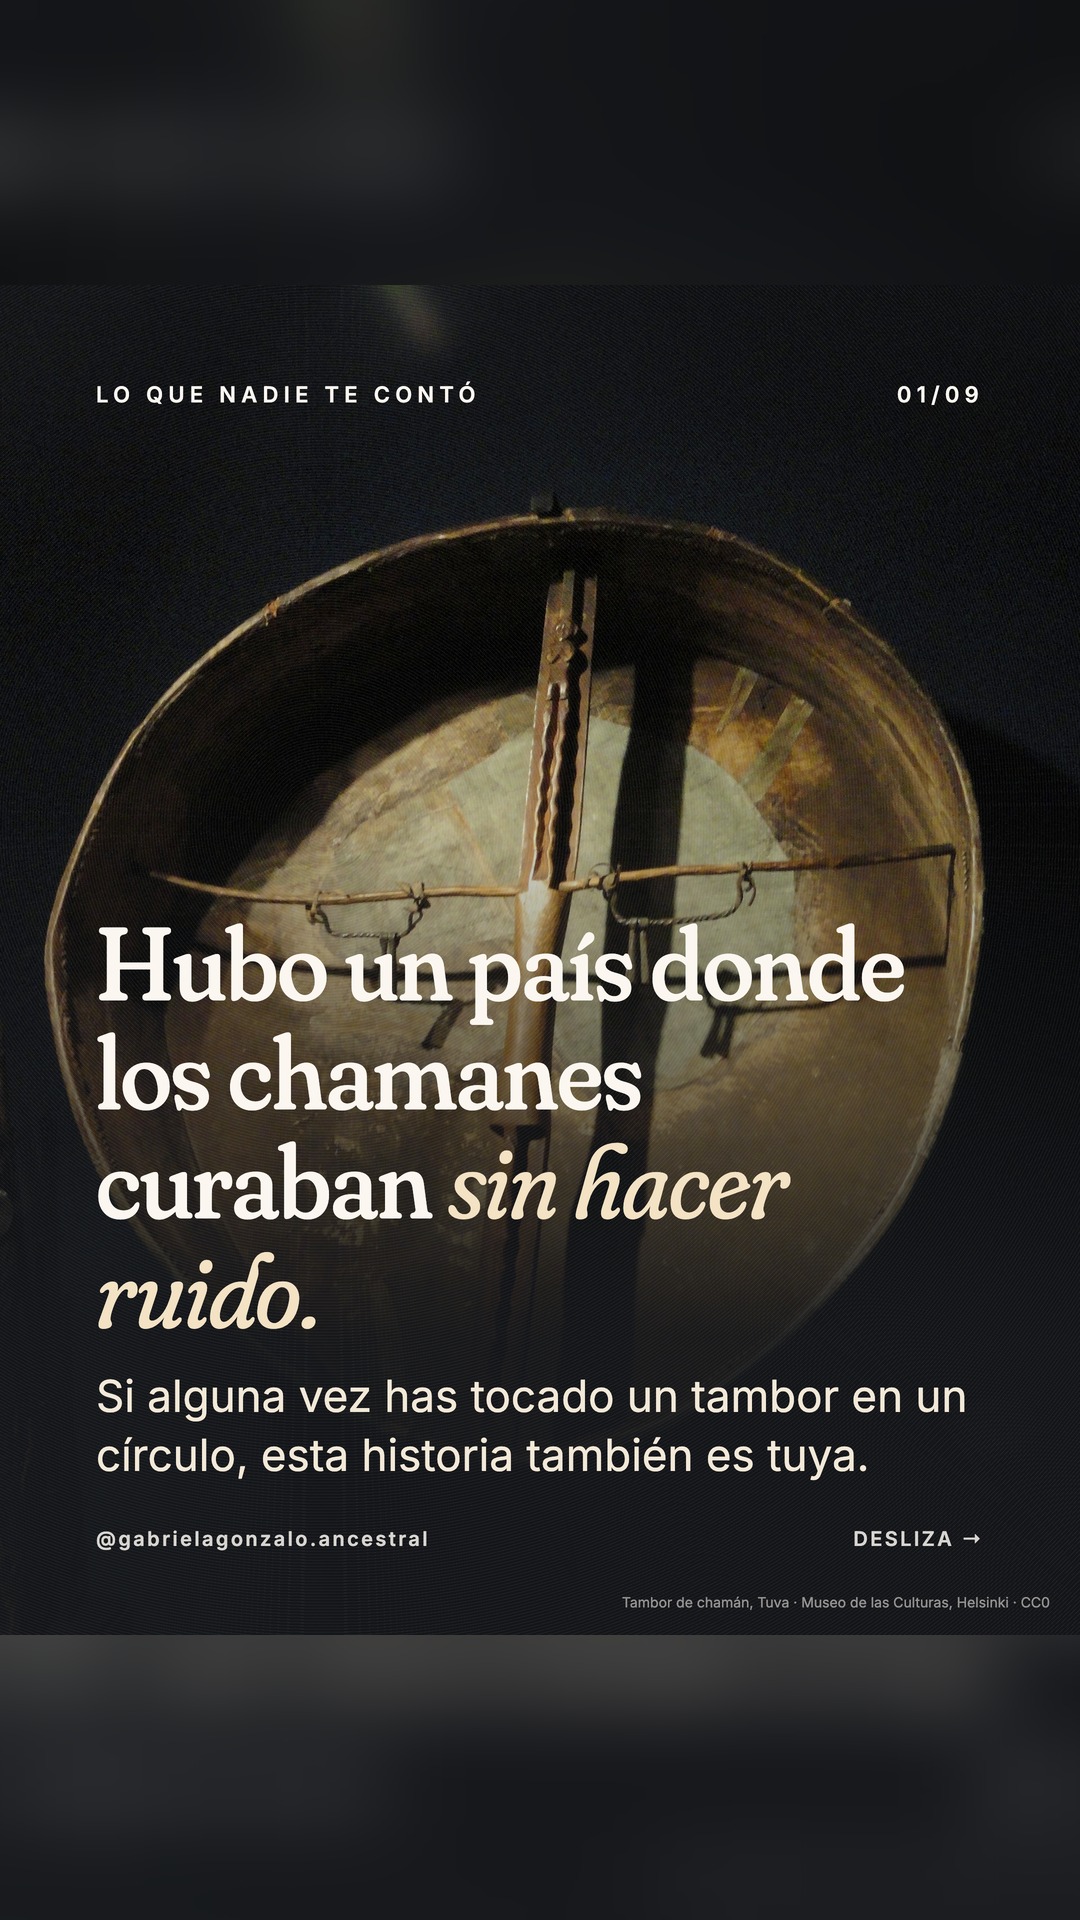 LO QUE NADIE TE CONTÓ
01/09
Hubo un país donde
los chamanes
curaban sin hacer
ruido.
Si alguna vez has tocado un tambor en un
círculo, esta historia también es tuya.
@gabrielagonzalo.ancestral
DESLIZA →
Tambor de chamán, Tuva · Museo de las Culturas, Helsinki · CC0